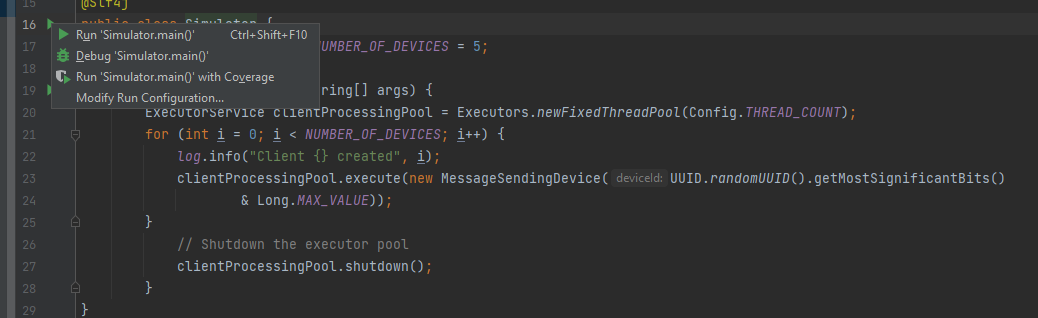 15 @Slf4j
16 public class Simulator {
Run 'Simulator.main()' Ctrl+Shift+F10
17 NUMBER_OF_DEVICES = 5;
Debug 'Simulator.main()'
18
Run 'Simulator.main()' with Coverage
19 ring[] args) {
Modify Run Configuration...
20 ExecutorService clientProcessingPool = Executors.newFixedThreadPool(Config.THREAD_COUNT);
21 for (int i = 0; i < NUMBER_OF_DEVICES; i++) {
22 log.info("Client {} created", i);
23 clientProcessingPool.execute(new MessageSendingDevice( deviceId: UUID.randomUUID().getMostSignificantBits()
24 & Long.MAX_VALUE));
25 }
26 // Shutdown the executor pool
27 clientProcessingPool.shutdown();
28 }
29 }